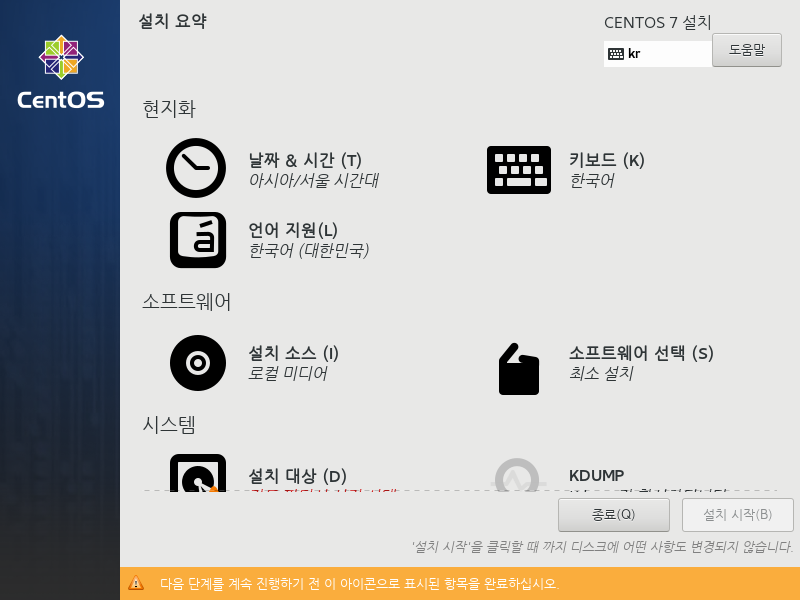 설치 요약
CENTOS 7 설치
kr
도움말
CentOS
현지화
날짜 & 시간 (T)
아시아/서울 시간대
키보드 (K)
한국어
언어 지원(L)
한국어 (대한민국)
소프트웨어
설치 소스 (I)
로컬 미디어
소프트웨어 선택 (S)
최소 설치
시스템
설치 대상 (D)
KDUMP
종료(Q)
설치 시작(B)
'설치 시작'을 클릭할 때 까지 디스크에 어떤 사항도 변경되지 않습니다.
다음 단계를 계속 진행하기 전 이 아이콘으로 표시된 항목을 완료하십시오.